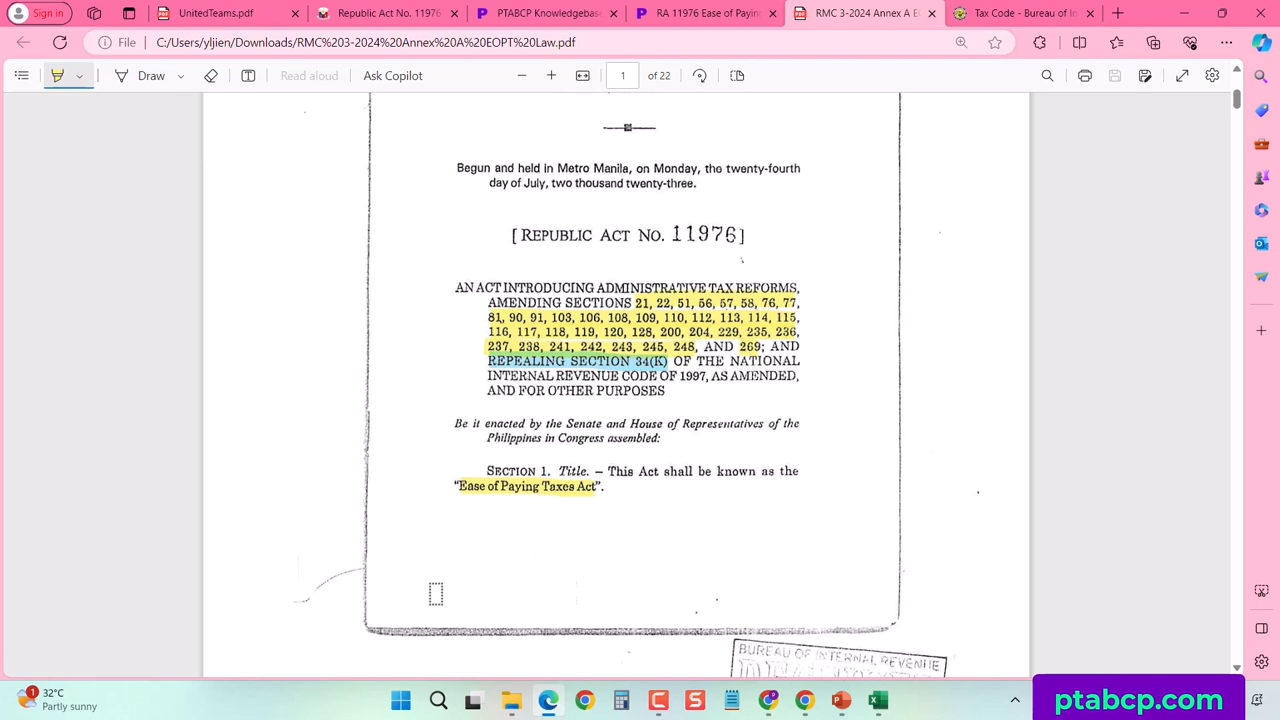 Sign in
UnitedTeams.pdf
Republic Act No. 11976
PTABCP Knowledgebase
RA 11976 Ease of Paying
RMC 3-2024 Annex A E
Tax Code - Bureau of In
File
C:/Users/yljien/Downloads/RMC%203-2024%20Annex%20A%20EOPT%20Law.pdf
Draw
Read aloud
Ask Copilot
1
of 22
Begun and held in Metro Manila, on Monday, the twenty-fourth
day of July, two thousand twenty-three.
[ REPUBLIC ACT NO. 11976 ]
AN ACT INTRODUCING ADMINISTRATIVE TAX REFORMS,
AMENDING SECTIONS 21, 22, 51, 56, 57, 58, 76, 77,
81, 90, 91, 103, 106, 108, 109, 110, 112, 113, 114, 115,
116, 117, 118, 119, 120, 128, 200, 204, 229, 235, 236,
237, 238, 241, 242, 243, 245, 248, AND 269; AND
REPEALING SECTION 34(K) OF THE NATIONAL
INTERNAL REVENUE CODE OF 1997, AS AMENDED,
AND FOR OTHER PURPOSES
Be it enacted by the Senate and House of Representatives of the
Philippines in Congress assembled:
SECTION 1. Title. – This Act shall be known as the
“Ease of Paying Taxes Act”.
BUREAU OF INTERNAL REVENUE
1
32°C
Partly sunny
ptabcp.com